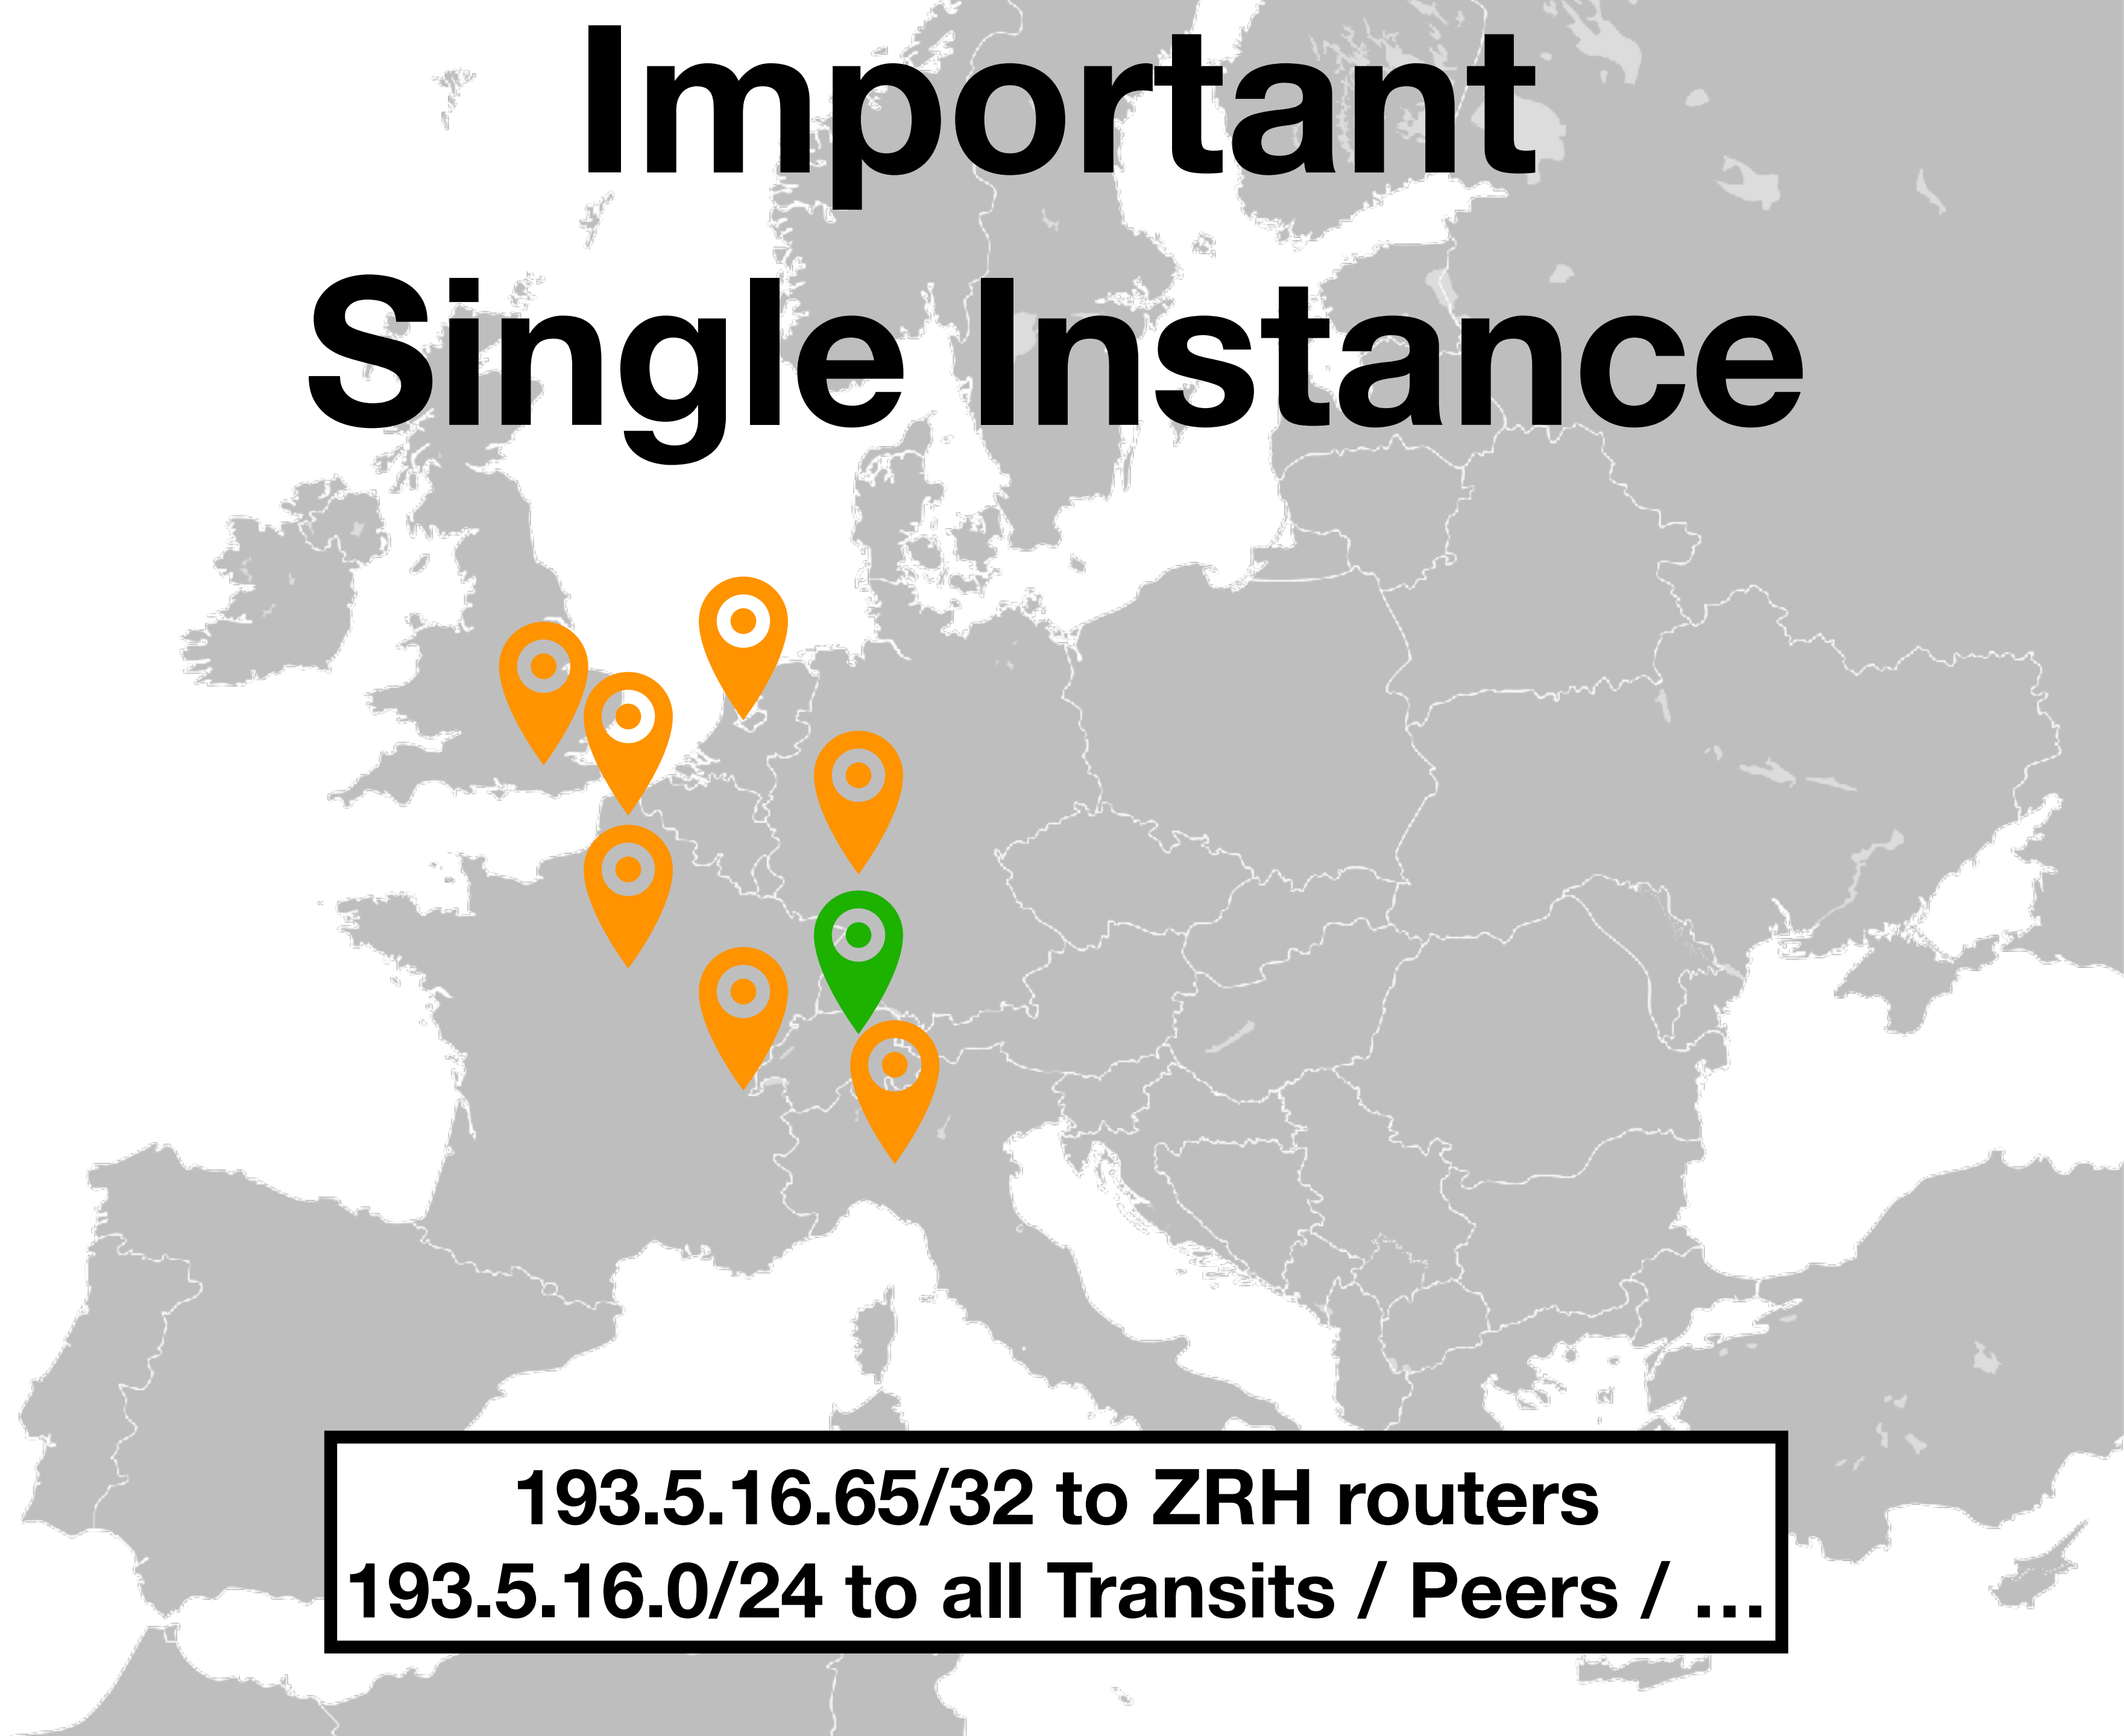 Important
Single Instance
193.5.16.65/32 to ZRH routers
193.5.16.0/24 to all Transits / Peers / ...